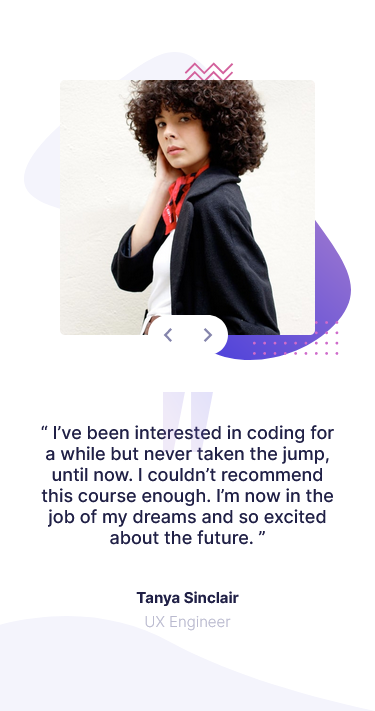 “ I’ve been interested in coding for
a while but never taken the jump,
until now. I couldn’t recommend
this course enough. I’m now in the
job of my dreams and so excited
about the future. ”
Tanya Sinclair
UX Engineer